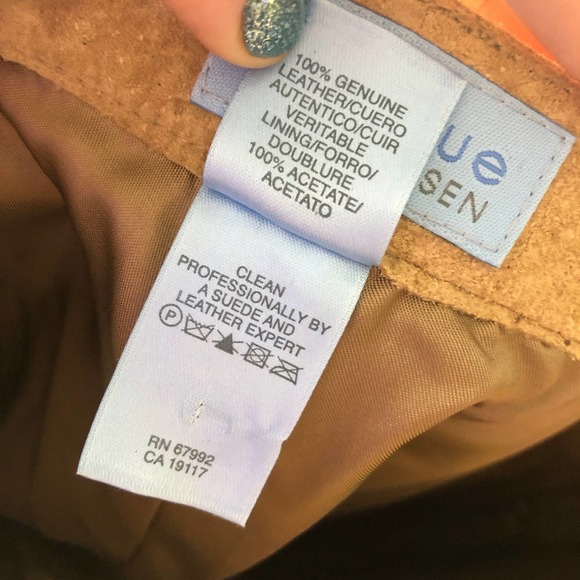 100% GENUINE
LEATHER/CUERO
AUTENTICO/CUIR
VERITABLE
LINING/FORRO/
DOUBLURE
100% ACETATE/
ACETATO
ue
SEN
CLEAN
PROFESSIONALLY BY
A SUEDE AND
LEATHER EXPERT
P
RN 67992
CA 19117